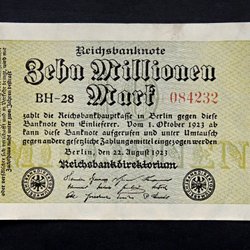 Reichsbanknote
Zehn Millionen
BH-28 Mark 084232
zahlt die Reichsbankhauptkasse in Berlin gegen diese
Banknote dem Einlieferer. Vom 1. Oktober 1923 ab
kann diese Banknote aufgerufen und unter Umtausch
gegen andere gesetzliche Zahlungsmittel eingezogen werden
Berlin, den 22. August 1923
Reichsbankdirektorium